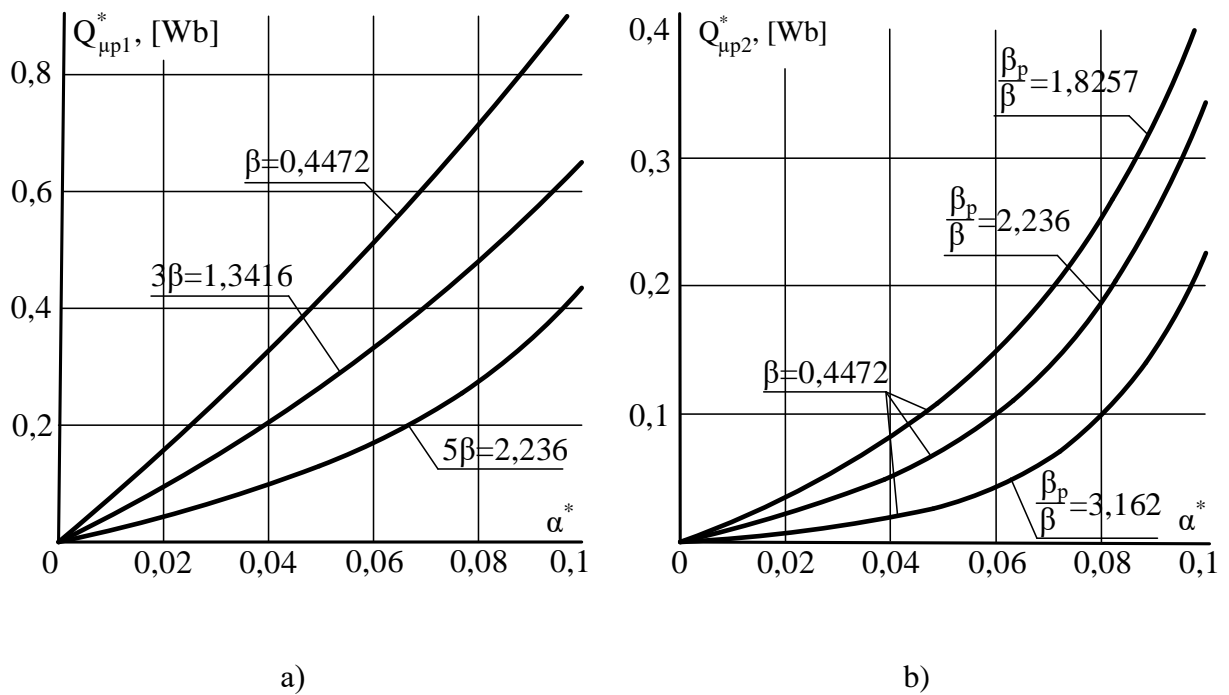 Q*μp1, [Wb]
0,8
0,6
0,4
0,2
β=0,4472
3β=1,3416
5β=2,236
α*
0 0,02 0,04 0,06 0,08 0,1
a)
Q*μp2, [Wb]
0,4
0,3
0,2
0,1
βp/β=1,8257
βp/β=2,236
β=0,4472
βp/β=3,162
α*
0 0,02 0,04 0,06 0,08 0,1
b)